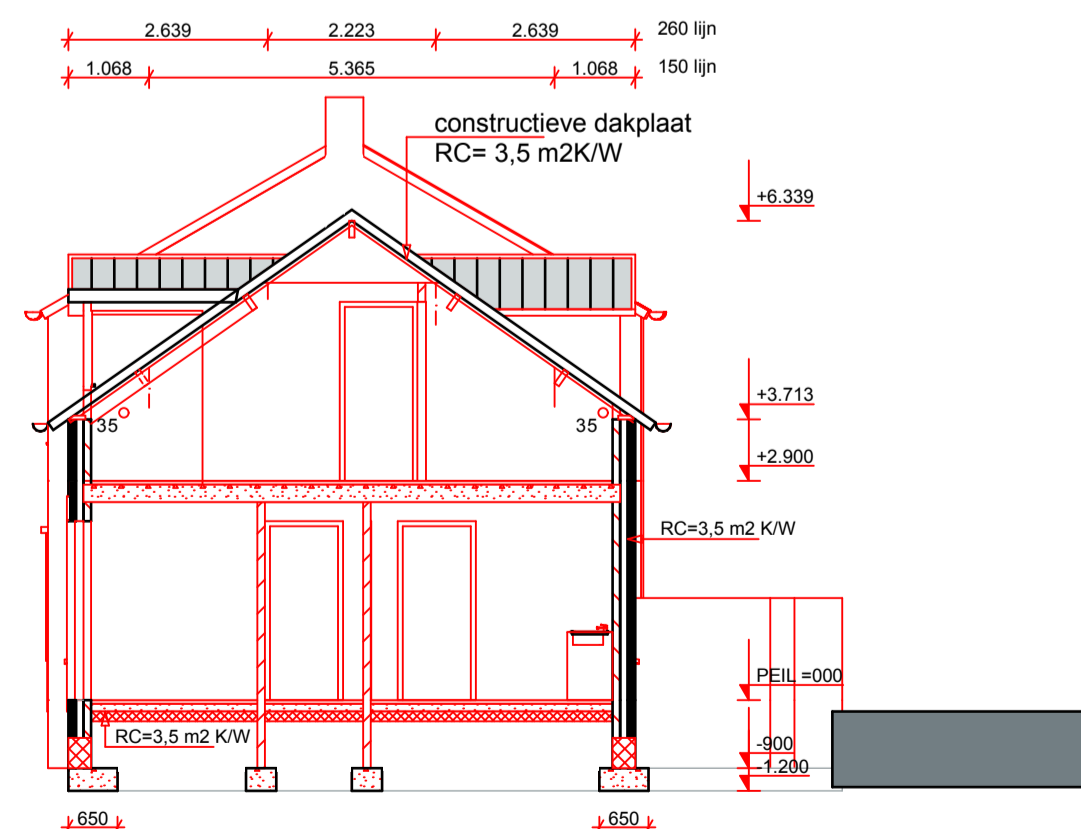 2.639 2.223 2.639 260 lijn
1.068 5.365 1.068 150 lijn
constructieve dakplaat
RC= 3,5 m2K/W
+6.339
+3.713
35 35
+2.900
RC=3,5 m2 K/W
PEIL =000
RC=3,5 m2 K/W
-900
-1.200
650 650